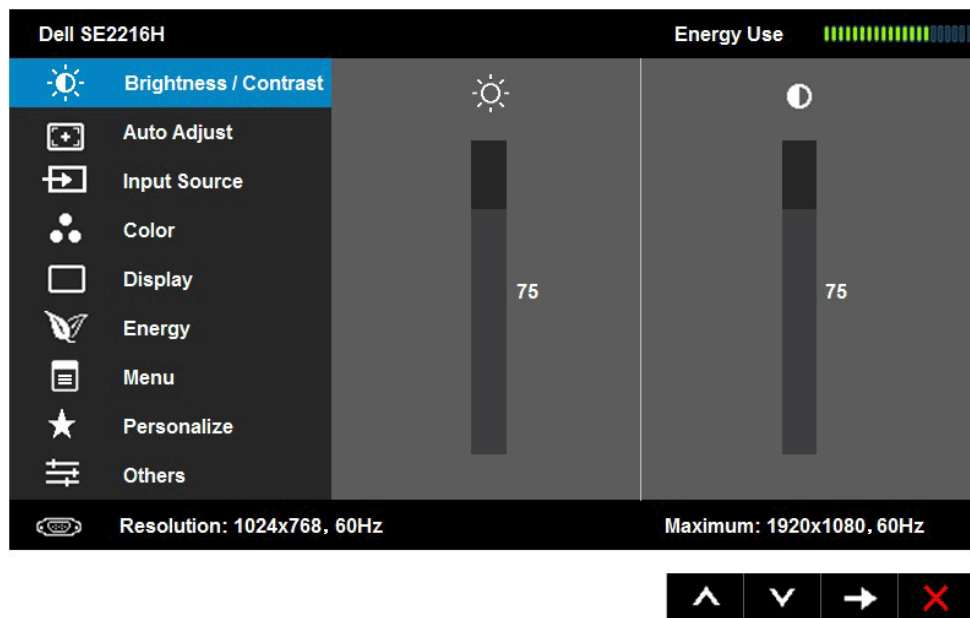 Dell SE2216H Energy Use
Brightness / Contrast
Auto Adjust
Input Source
Color
Display
75 75
Energy
Menu
Personalize
Others
Resolution: 1024x768, 60Hz Maximum: 1920x1080, 60Hz